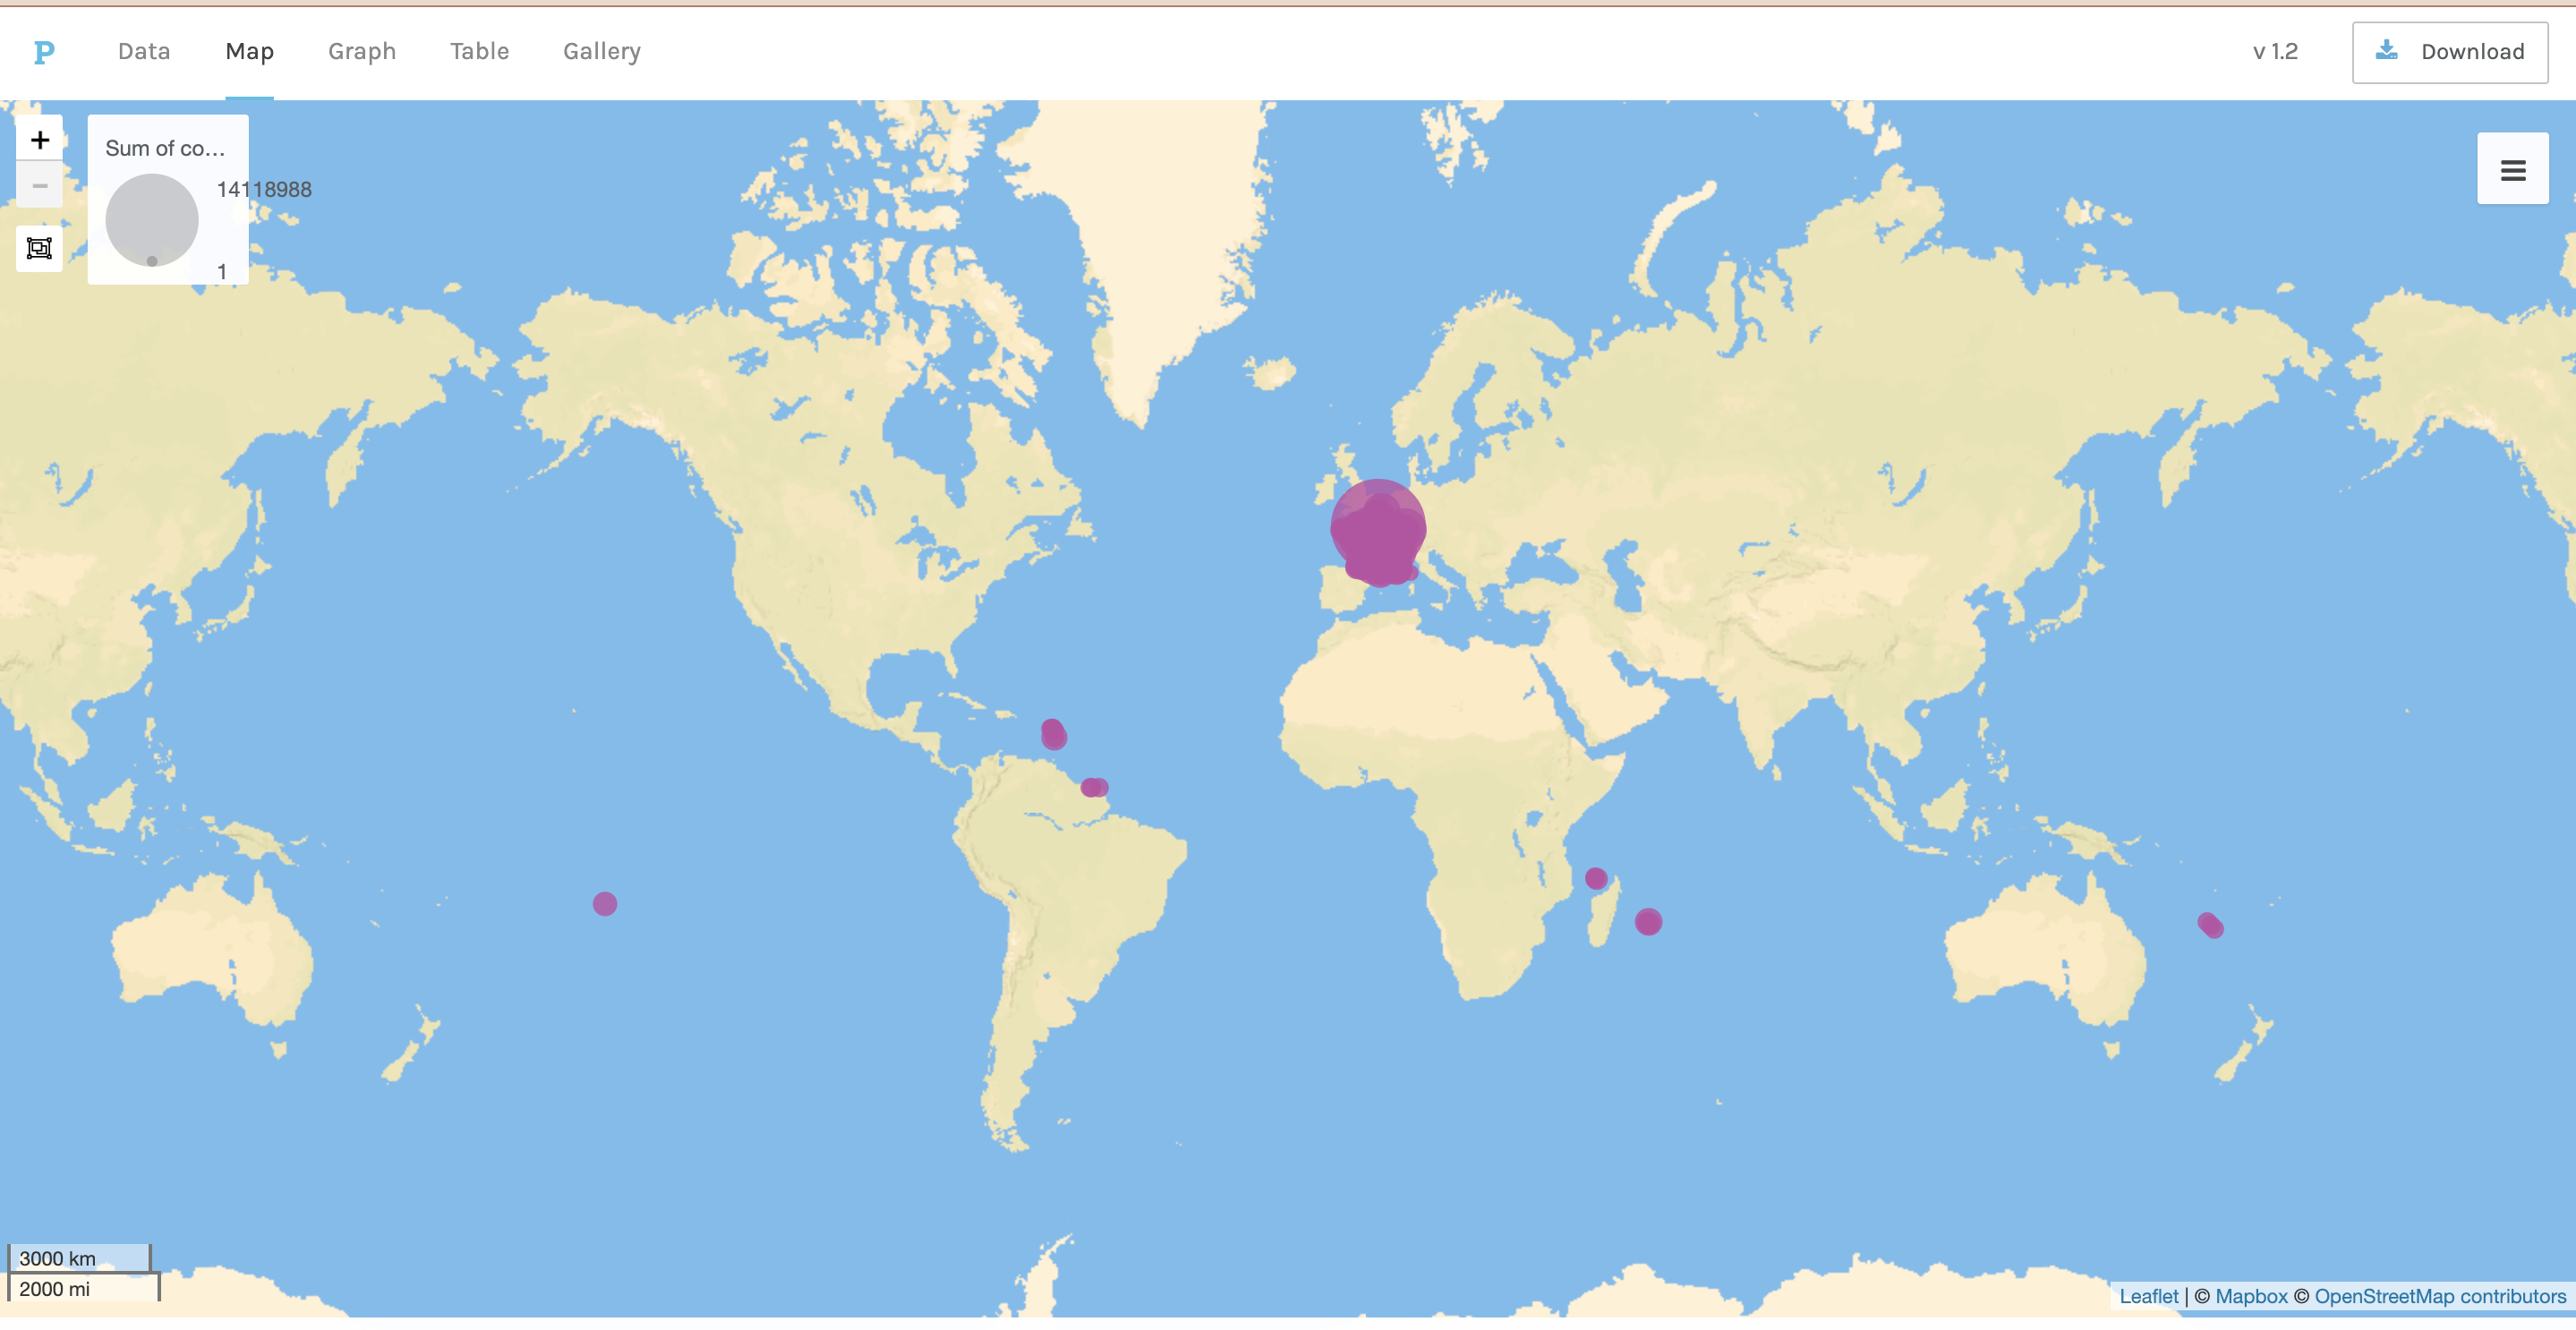 P Data Map Graph Table Gallery v 1.2 Download
+
Sum of co...
14118988
−
1
3000 km
2000 mi
Leaflet | © Mapbox © OpenStreetMap contributors